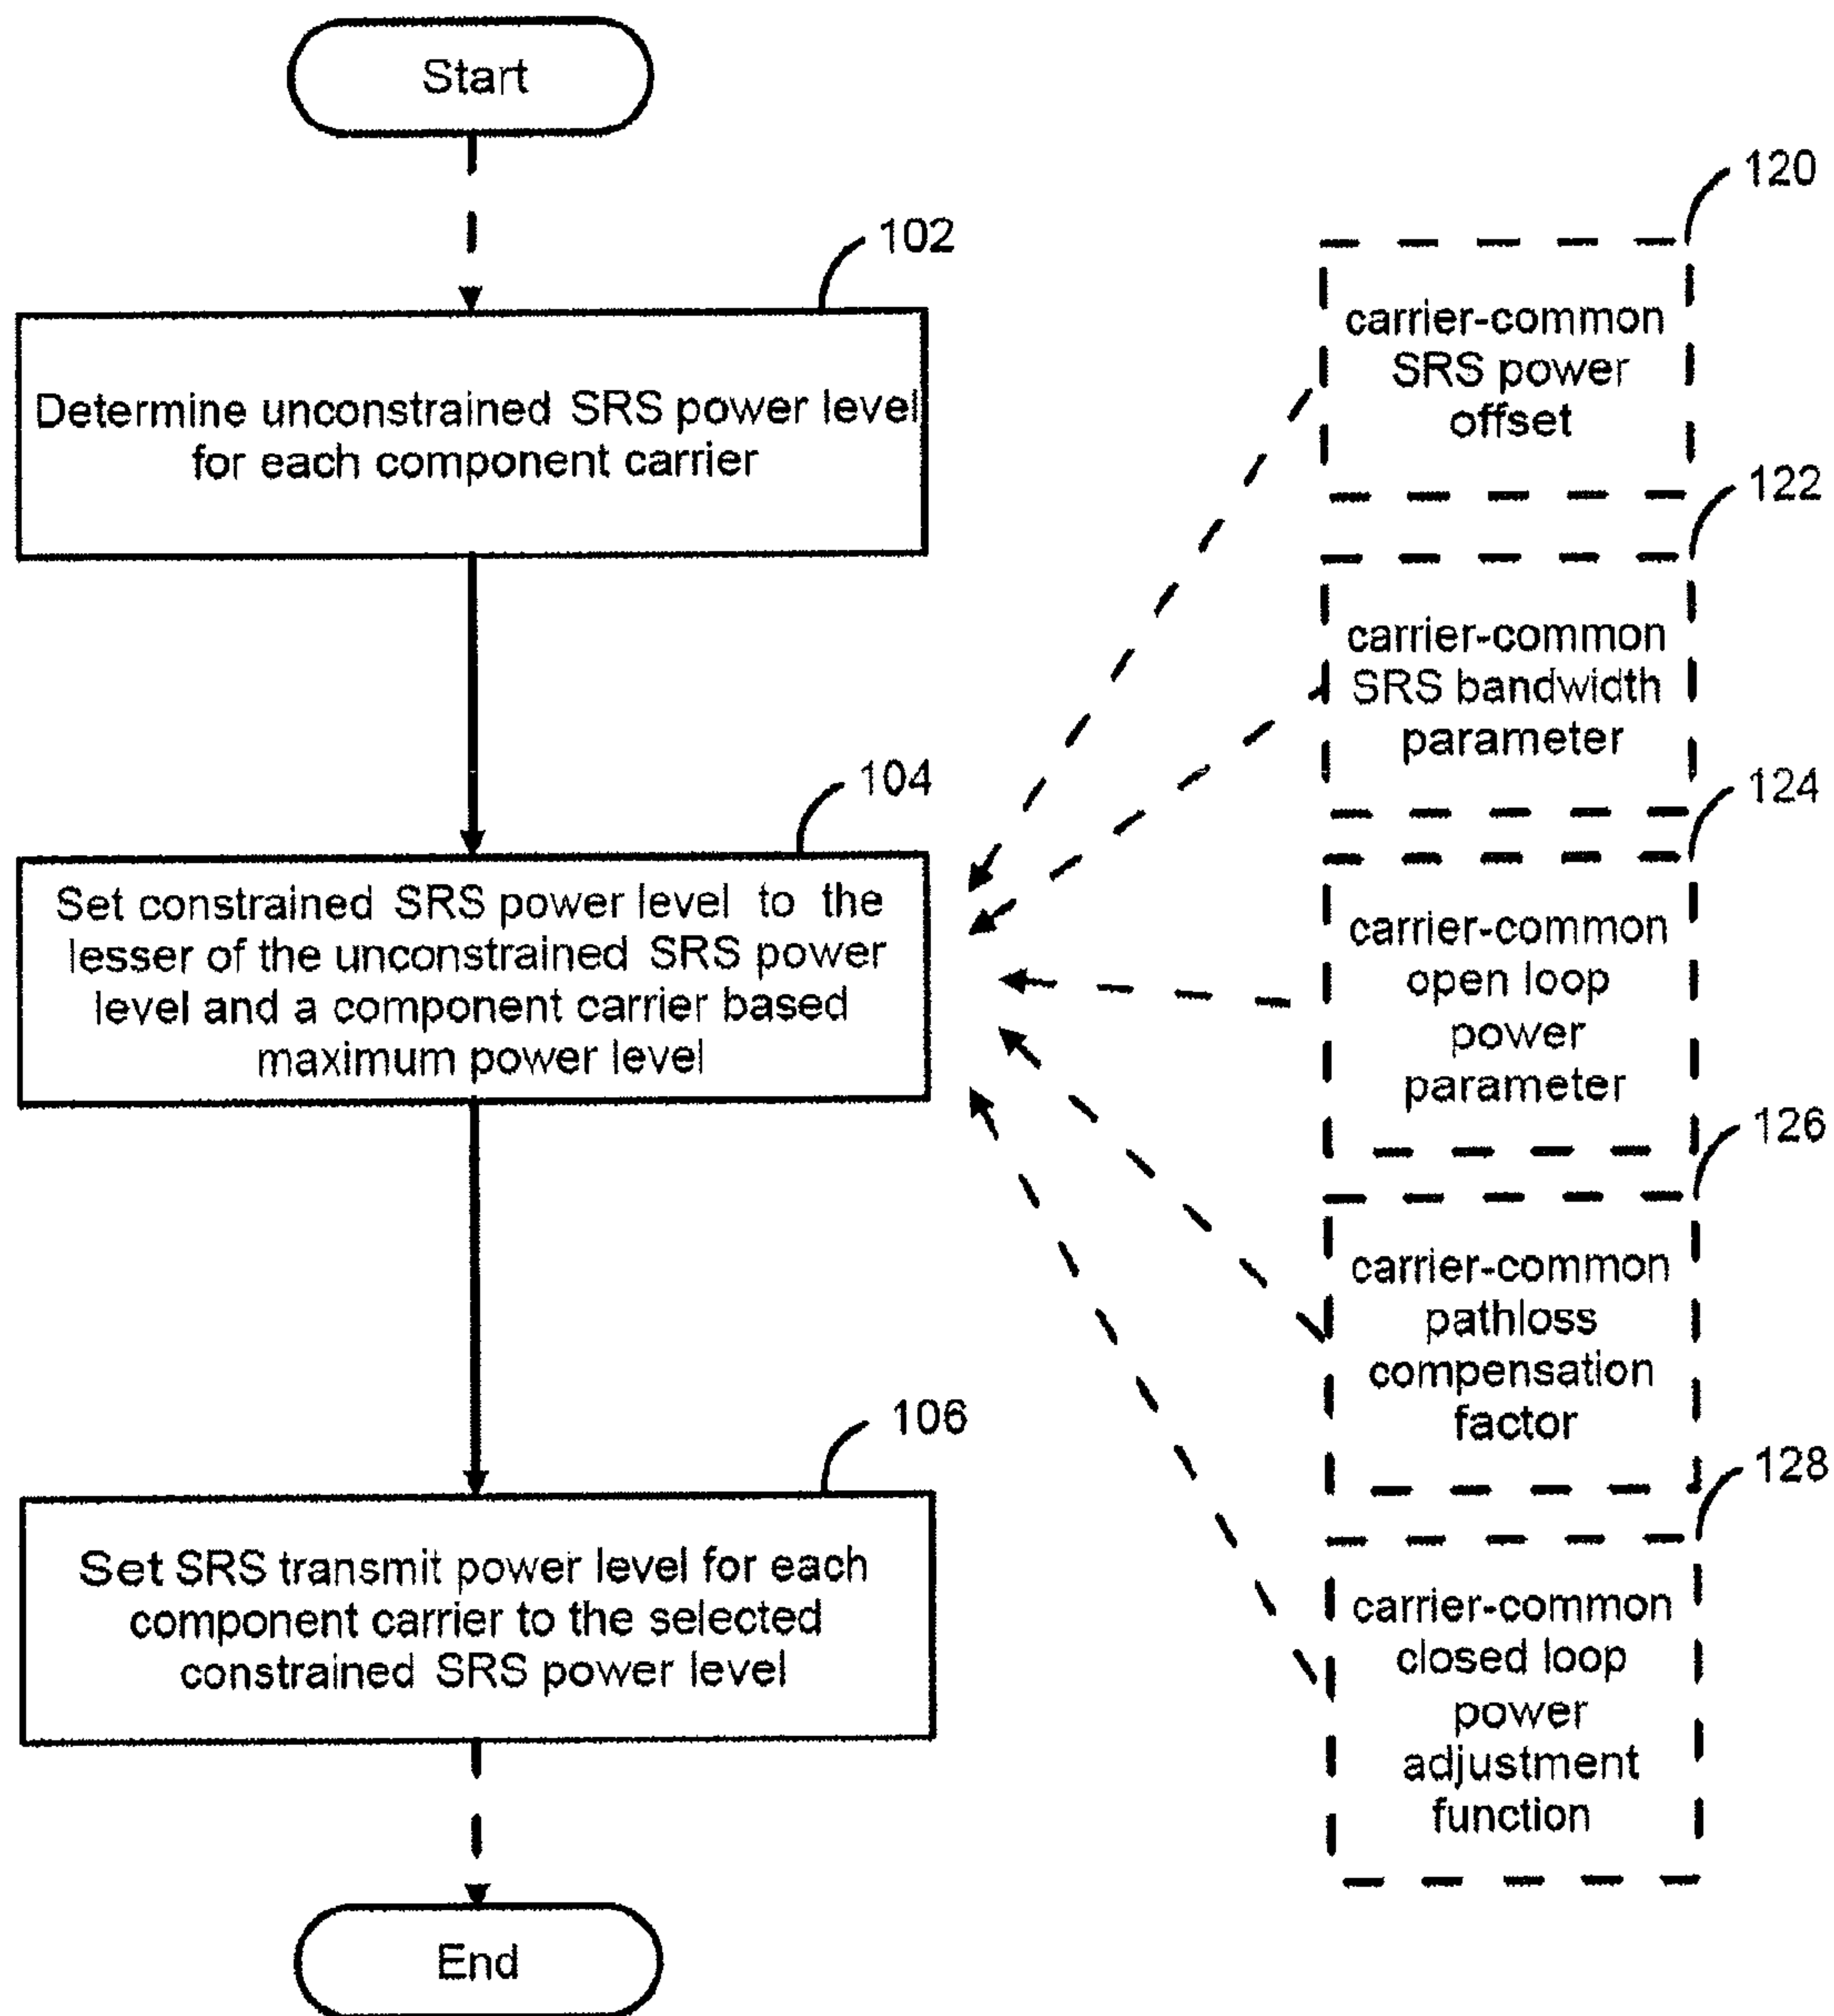 Start
102
Determine unconstrained SRS power level
for each component carrier
104
Set constrained SRS power level to the
lesser of the unconstrained SRS power
level and a component carrier based
maximum power level
106
Set SRS transmit power level for each
component carrier to the selected
constrained SRS power level
End
120
carrier-common
SRS power
offset
122
carrier-common
SRS bandwidth
parameter
124
carrier-common
open loop
power
parameter
126
carrier-common
pathloss
compensation
factor
128
carrier-common
closed loop
power
adjustment
function